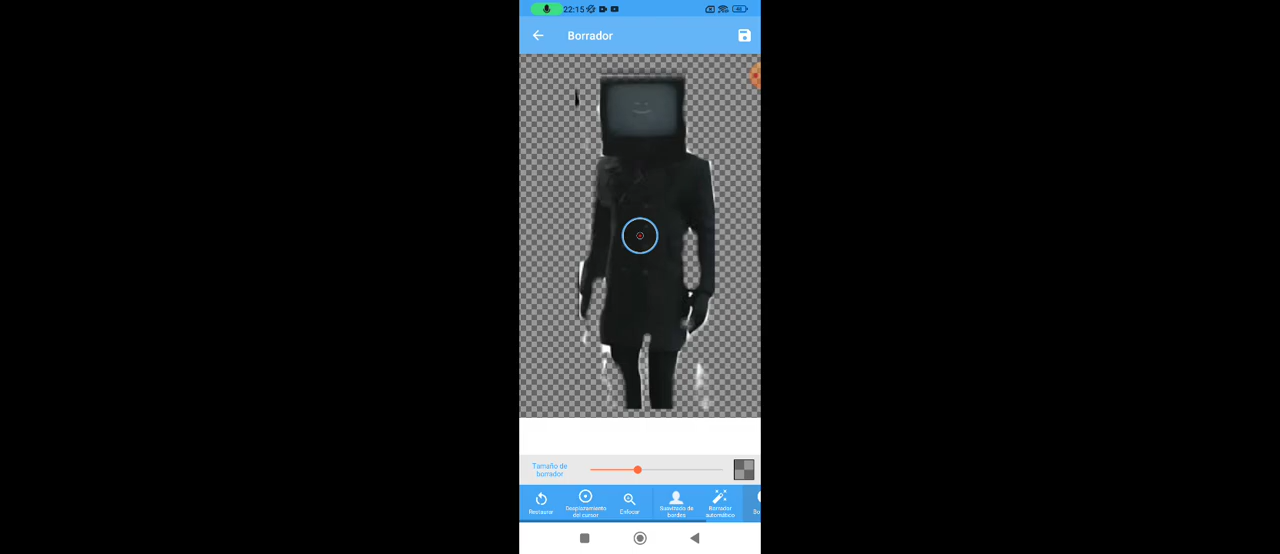 22:15
Borrador
Tamaño de
borrador
Restaurar
Desplazamiento
del cursor
Enfocar
Suavizado de
bordes
Borrador
automático